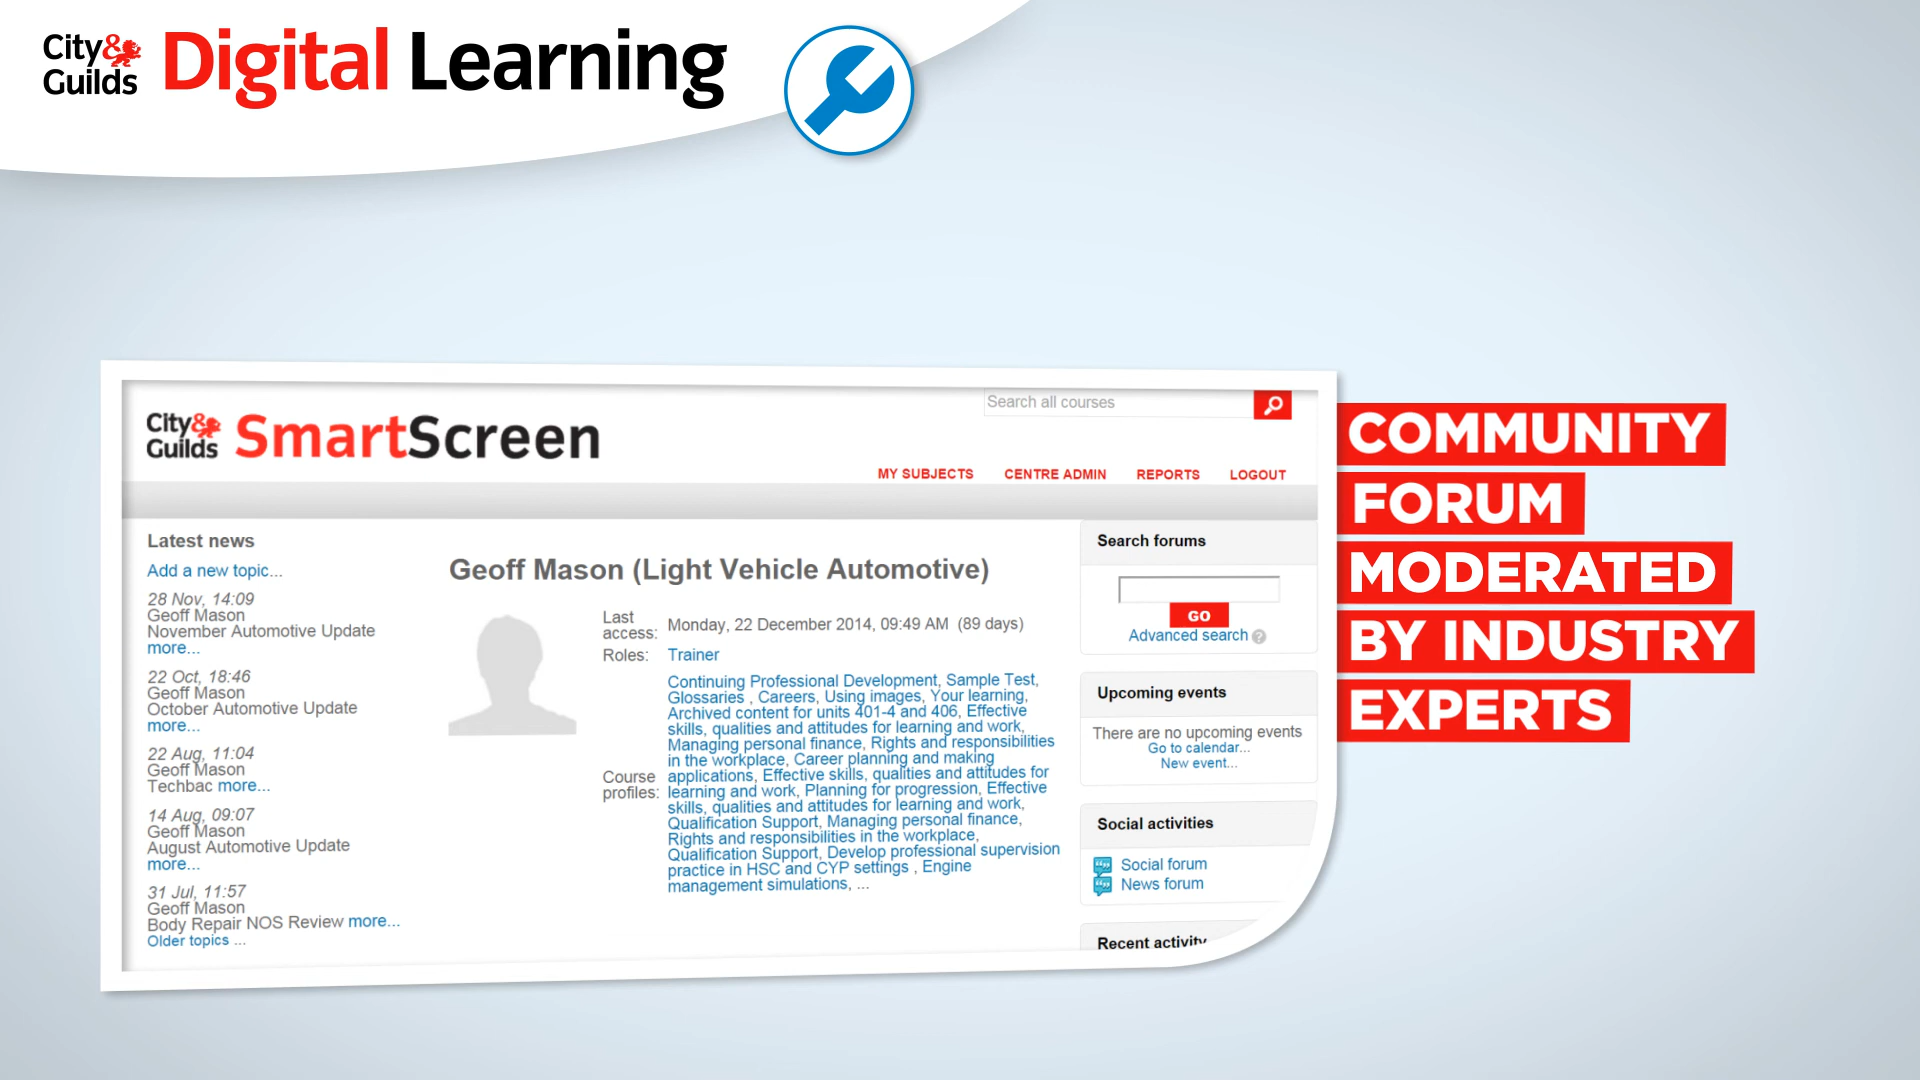 City&
Guilds
Digital Learning
City&
Guilds
SmartScreen
Search all courses
MY SUBJECTS
CENTRE ADMIN
REPORTS
LOGOUT
Latest news
Add a new topic...
28 Nov, 14:09
Geoff Mason
November Automotive Update
more...
22 Oct, 18:46
Geoff Mason
October Automotive Update
more...
22 Aug, 11:04
Geoff Mason
Techbac more...
14 Aug, 09:07
Geoff Mason
August Automotive Update
more...
31 Jul, 11:57
Geoff Mason
Body Repair NOS Review more...
Older topics ...
Geoff Mason (Light Vehicle Automotive)
Last
access:
Monday, 22 December 2014, 09:49 AM (89 days)
Roles:
Trainer
Course
profiles:
Continuing Professional Development, Sample Test,
Glossaries , Careers, Using images, Your learning,
Archived content for units 401-4 and 406, Effective
skills, qualities and attitudes for learning and work,
Managing personal finance, Rights and responsibilities
in the workplace, Career planning and making
applications, Effective skills, qualities and attitudes for
learning and work, Planning for progression, Effective
skills, qualities and attitudes for learning and work,
Qualification Support, Managing personal finance,
Rights and responsibilities in the workplace,
Qualification Support, Develop professional supervision
practice in HSC and CYP settings , Engine
management simulations, ...
Search forums
GO
Advanced search ?
Upcoming events
There are no upcoming events
Go to calendar...
New event...
Social activities
Social forum
News forum
Recent activity
COMMUNITY
FORUM
MODERATED
BY INDUSTRY
EXPERTS